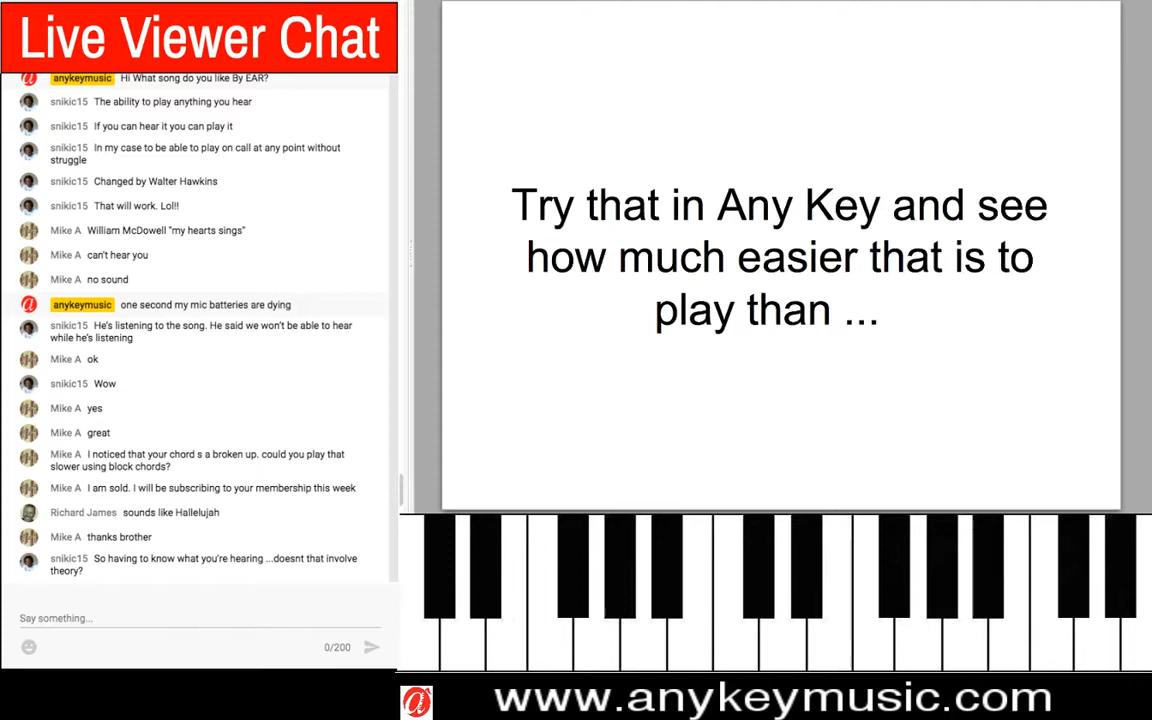 Live Viewer Chat
anykeymusic Hi What song do you like By EAR?
snikic15 The ability to play anything you hear
snikic15 If you can hear it you can play it
snikic15 In my case to be able to play on call at any point without
struggle
snikic15 Changed by Walter Hawkins
snikic15 That will work. Lol!!
Mike A William McDowell "my hearts sings"
Mike A can't hear you
Mike A no sound
anykeymusic one second my mic batteries are dying
snikic15 He's listening to the song. He said we won't be able to hear
while he's listening
Mike A ok
snikic15 Wow
Mike A yes
Mike A great
Mike A I noticed that your chord s a broken up. could you play that
slower using block chords?
Mike A I am sold. I will be subscribing to your membership this week
Richard James sounds like Hallelujah
Mike A thanks brother
snikic15 So having to know what you're hearing ...doesnt that involve
theory?
Say something...
0/200
Try that in Any Key and see
how much easier that is to
play than ...
www.anykeymusic.com